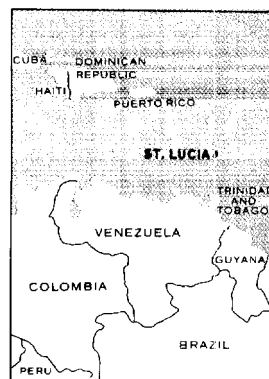 CUBA
DOMINICAN
REPUBLIC
HAITI
PUERTO RICO
ST. LUCIA
TRINIDAD
AND
TOBAGO
VENEZUELA
GUYANA
COLOMBIA
BRAZIL
PERU